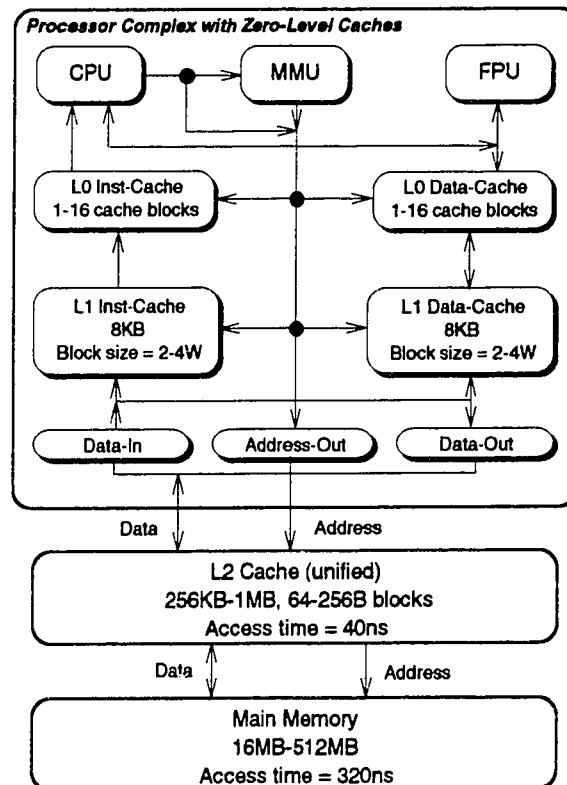 Processor Complex with Zero-Level Caches
CPU
MMU
FPU
L0 Inst-Cache
1-16 cache blocks
L0 Data-Cache
1-16 cache blocks
L1 Inst-Cache
8KB
Block size = 2-4W
L1 Data-Cache
8KB
Block size = 2-4W
Data-In
Address-Out
Data-Out
Data
Address
L2 Cache (unified)
256KB-1MB, 64-256B blocks
Access time = 40ns
Data
Address
Main Memory
16MB-512MB
Access time = 320ns